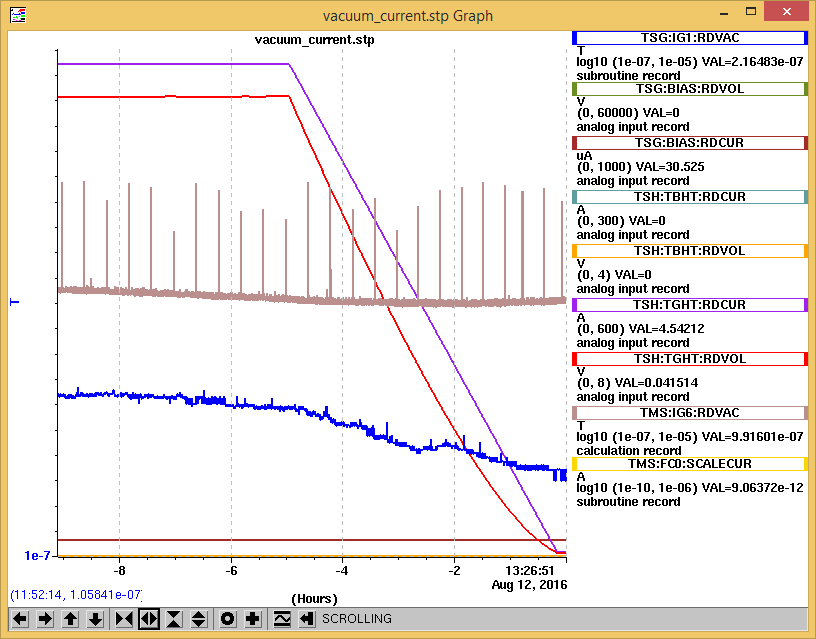 vacuum_current.stp Graph
vacuum_current.stp
T
1e-7
-8
-6
-4
-2
13:26:51
Aug 12, 2016
(Hours)
(11:52:14, 1.05841e-07)
TSG:IG1:RDVAC
T
log10 (1e-07, 1e-05) VAL=2.16483e-07
subroutine record
TSG:BIAS:RDVOL
V
(0, 60000) VAL=0
analog input record
TSG:BIAS:RDCUR
uA
(0, 1000) VAL=30.525
analog input record
TSH:TBHT:RDCUR
A
(0, 300) VAL=0
analog input record
TSH:TBHT:RDVOL
V
(0, 4) VAL=0
analog input record
TSH:TGHT:RDCUR
A
(0, 600) VAL=4.54212
analog input record
TSH:TGHT:RDVOL
V
(0, 8) VAL=0.041514
analog input record
TMS:IG6:RDVAC
T
log10 (1e-07, 1e-05) VAL=9.91601e-07
calculation record
TMS:FC0:SCALECUR
A
log10 (1e-10, 1e-06) VAL=9.06372e-12
subroutine record
SCROLLING